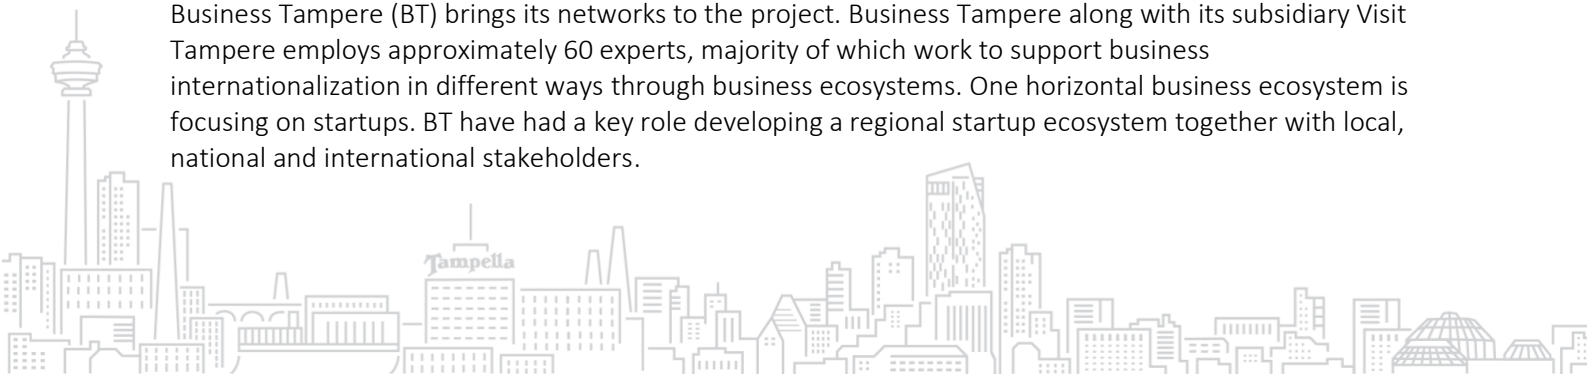 Business Tampere (BT) brings its networks to the project. Business Tampere along with its subsidiary Visit
Tampere employs approximately 60 experts, majority of which work to support business
internationalization in different ways through business ecosystems. One horizontal business ecosystem is
focusing on startups. BT have had a key role developing a regional startup ecosystem together with local,
national and international stakeholders.
Tampella